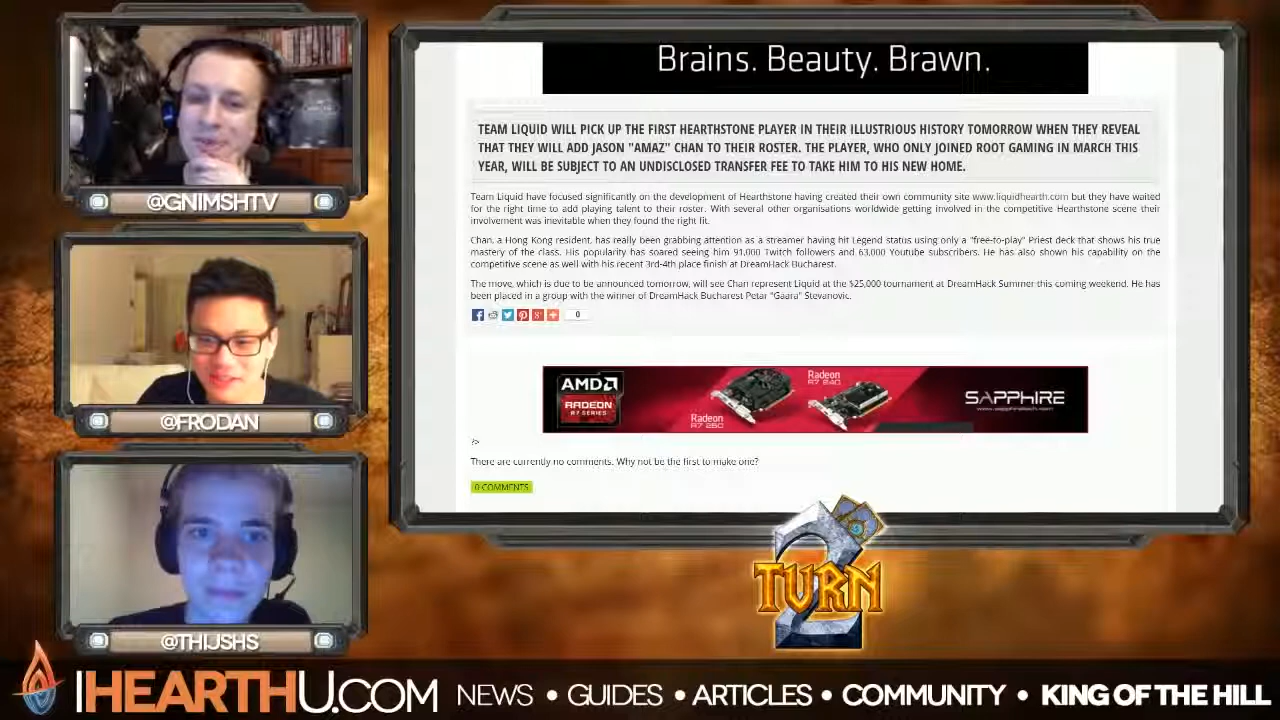 Brains. Beauty. Brawn.
TEAM LIQUID WILL PICK UP THE FIRST HEARTHSTONE PLAYER IN THEIR ILLUSTRIOUS HISTORY TOMORROW WHEN THEY REVEAL
THAT THEY WILL ADD JASON "AMAZ" CHAN TO THEIR ROSTER. THE PLAYER, WHO ONLY JOINED ROOT GAMING IN MARCH THIS
YEAR, WILL BE SUBJECT TO AN UNDISCLOSED TRANSFER FEE TO TAKE HIM TO HIS NEW HOME.
Team Liquid have focused significantly on the development of Hearthstone having created their own community site www.liquidhearth.com but they have waited
for the right time to add playing talent to their roster. With several other organisations worldwide getting involved in the competitive Hearthstone scene their
involvement was inevitable when they found the right fit.
Chan, a Hong Kong resident, has really been grabbing attention as a streamer having hit Legend status using only a "free-to-play" Priest deck that shows his true
mastery of the class. His popularity has soared seeing him 91,000 Twitch followers and 63,000 Youtube subscribers. He has also shown his capability on the
competitive scene as well with his recent 3rd-4th place finish at DreamHack Bucharest.
The move, which is due to be announced tomorrow, will see Chan represent Liquid at the $25,000 tournament at DreamHack Summer this coming weekend. He has
been placed in a group with the winner of DreamHack Bucharest Petar "Gaara" Stevanovic.
0
AMD
RADEON
R7 SERIES
Radeon
R7 250
Radeon
R7 240
SAPPHIRE
www.sapphiretech.com
/>
There are currently no comments. Why not be the first to make one?
0 COMMENTS
@GNIMSHTV
@FRODAN
@THIJSHS
TURN
2
IHEARTHU.COM NEWS • GUIDES • ARTICLES • COMMUNITY • KING OF THE HILL